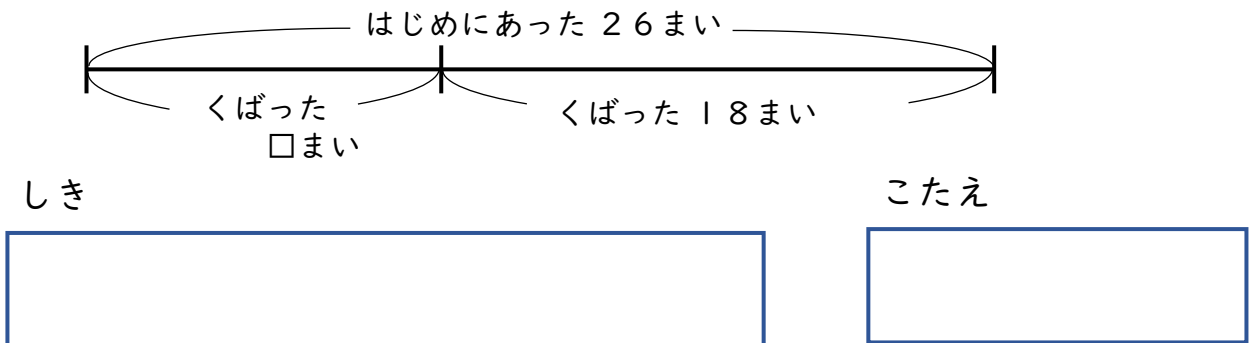 はじめにあった 26まい
くばった
□まい
くばった 18まい
しき
こたえ